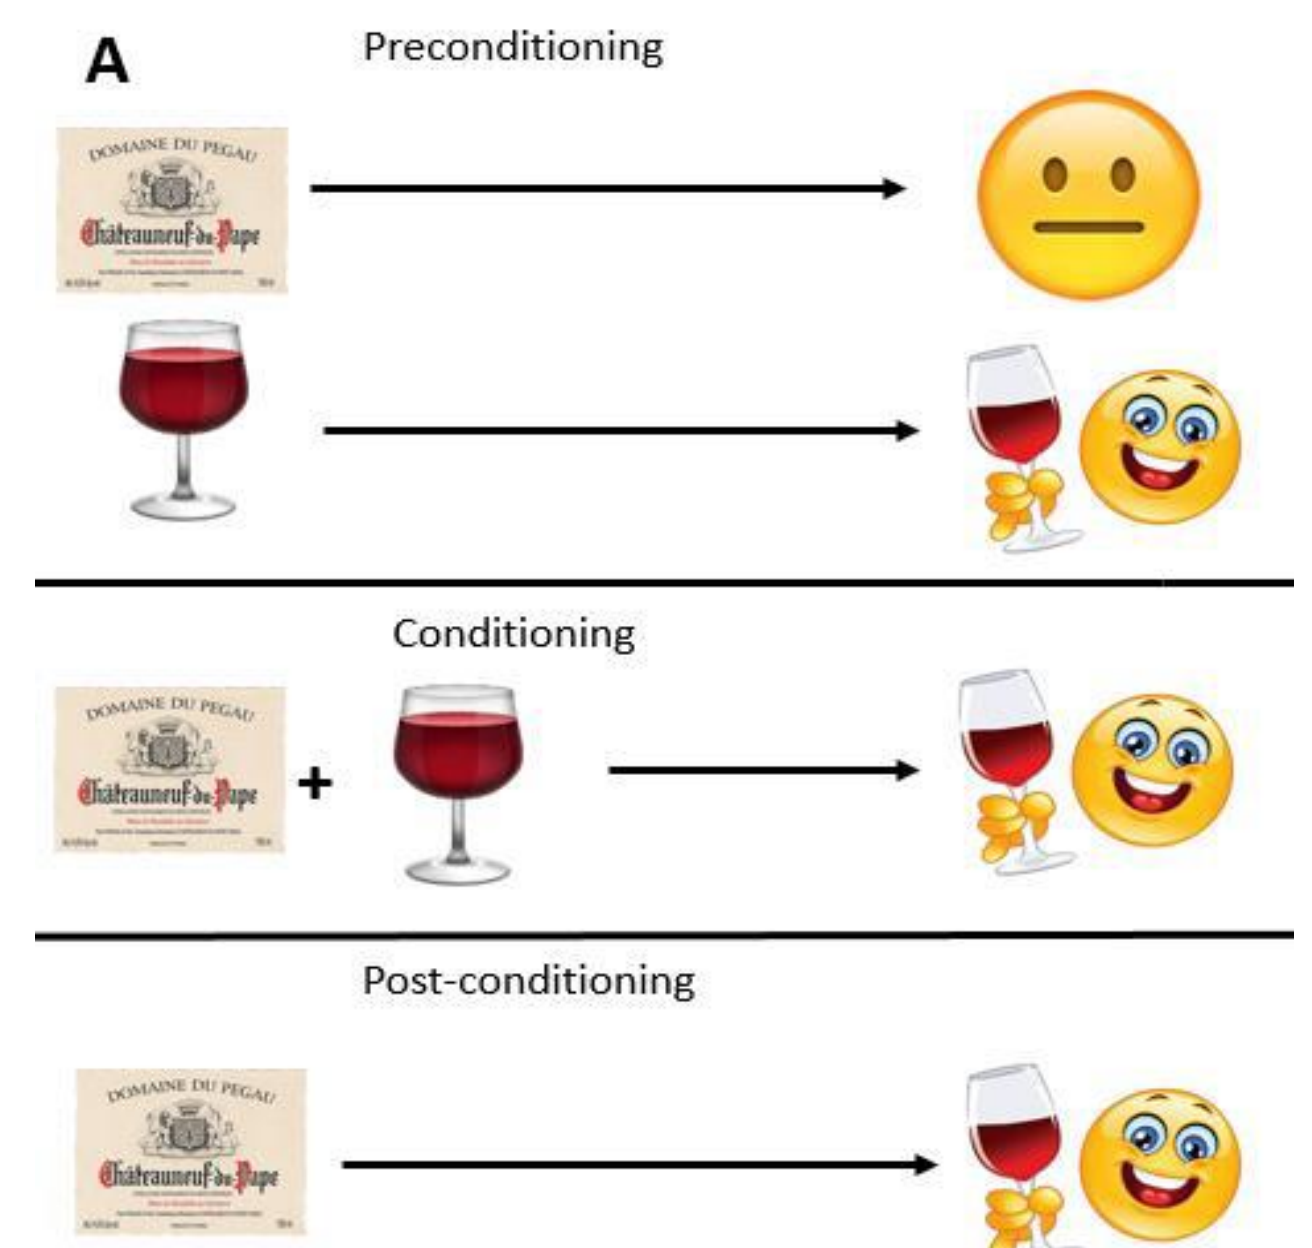 A
Preconditioning
DOMAINE DU PEGAU
Châteauneuf-du-Pape
Conditioning
DOMAINE DU PEGAU
Châteauneuf-du-Pape
+
Post-conditioning
DOMAINE DU PEGAU
Châteauneuf-du-Pape